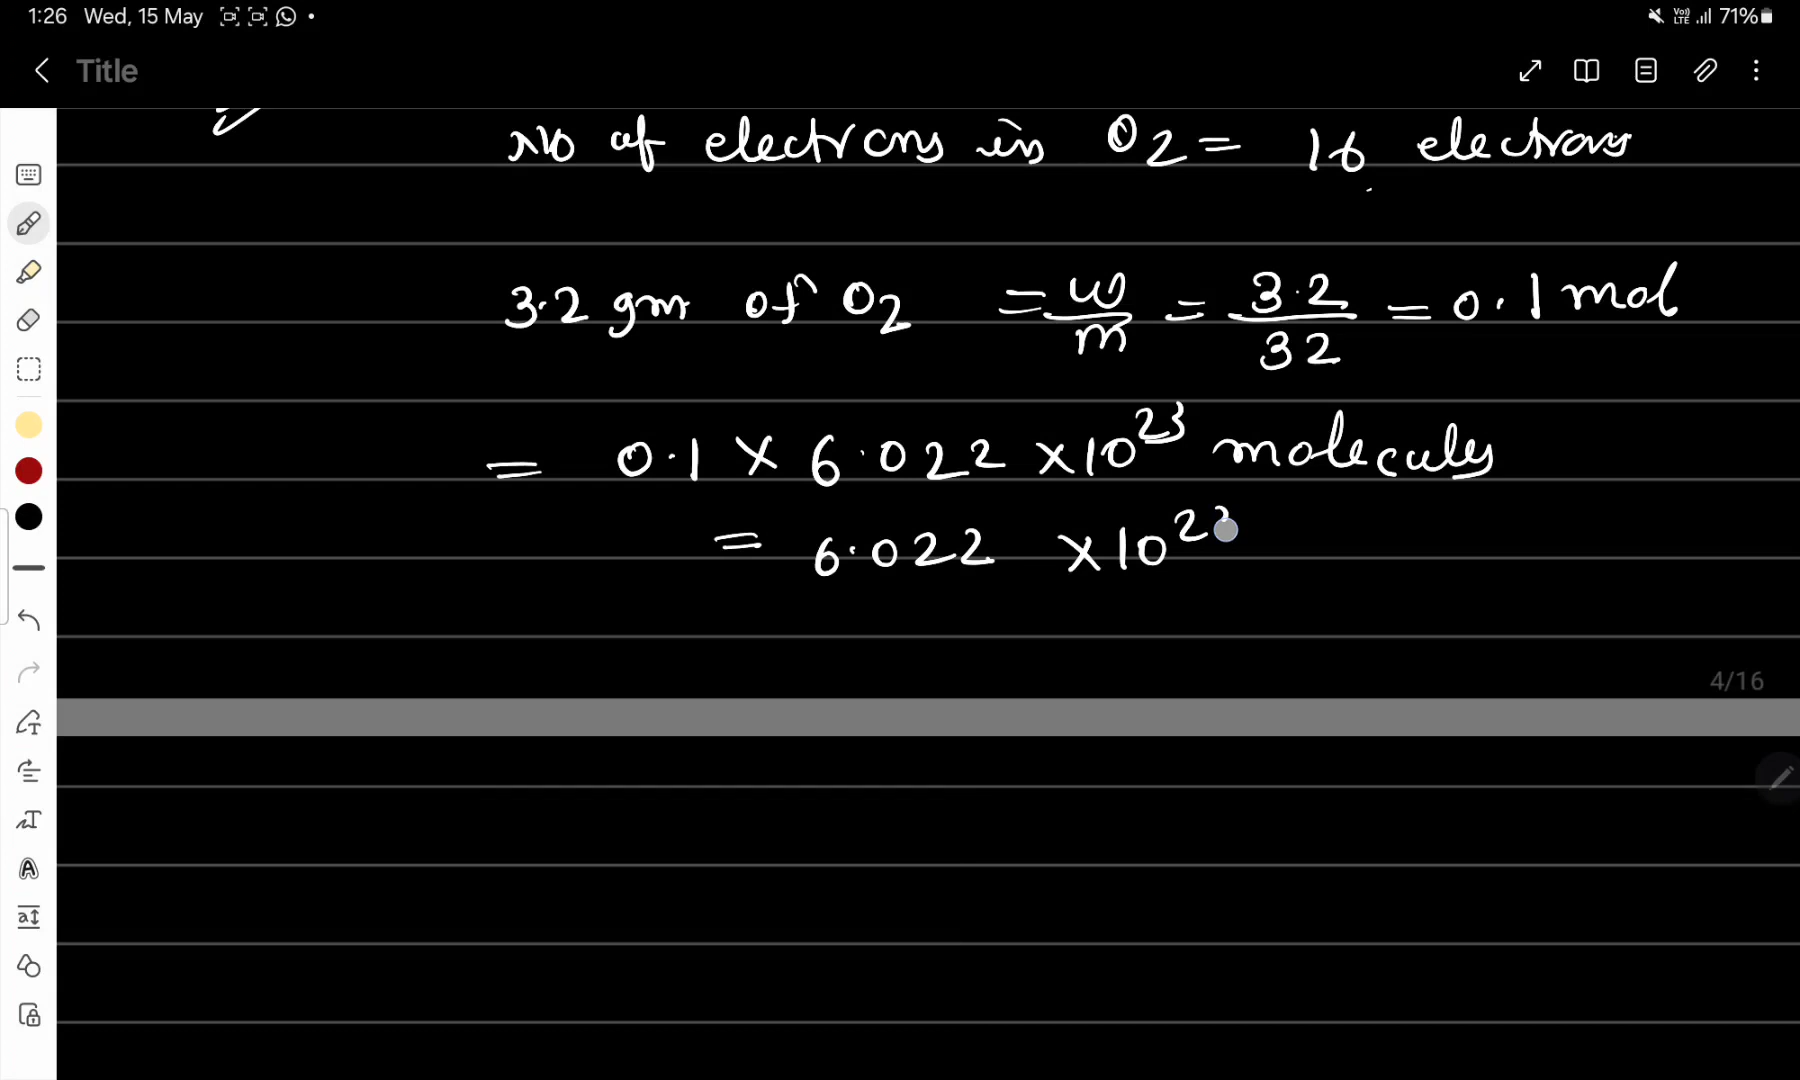 1:26 Wed, 15 May 71%
Title
No of electrons in O2 = 16 electrons
3.2 gm of O2 = w/m = 3.2/32 = 0.1 mol
= 0.1 × 6.022 × 10^23 molecules
= 6.022 × 10^2
4/16